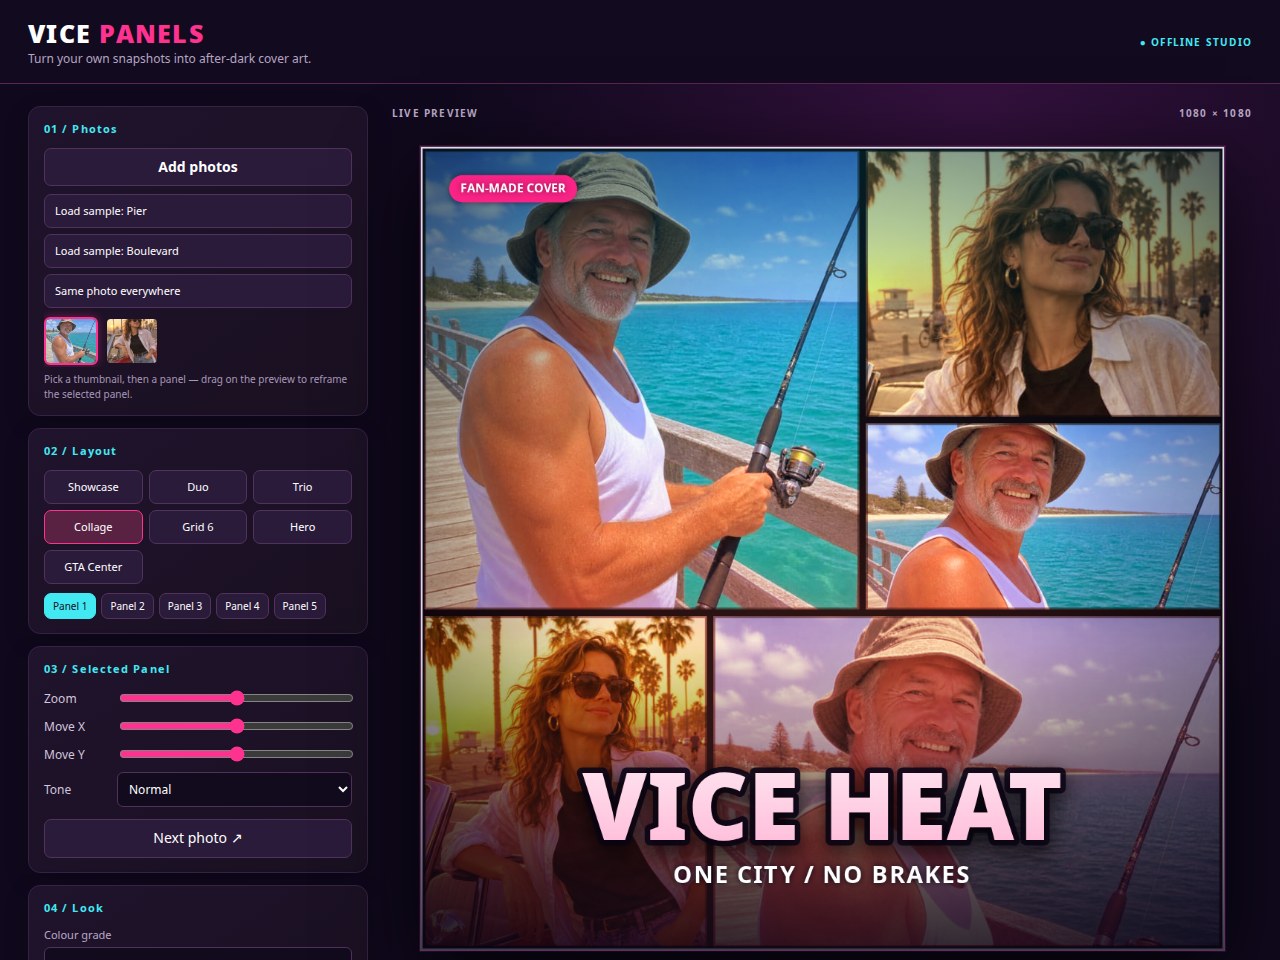 VICE PANELS
Turn your own snapshots into after-dark cover art.
● OFFLINE STUDIO
01 / Photos
Add photos
Load sample: Pier
Load sample: Boulevard
Same photo everywhere
Pick a thumbnail, then a panel — drag on the preview to reframe
the selected panel.
02 / Layout
Showcase
Duo
Trio
Collage
Grid 6
Hero
GTA Center
Panel 1
Panel 2
Panel 3
Panel 4
Panel 5
03 / Selected Panel
Zoom
Move X
Move Y
Tone
Normal
Next photo ↗
04 / Look
Colour grade
LIVE PREVIEW
1080 × 1080
FAN-MADE COVER
VICE HEAT
ONE CITY / NO BRAKES